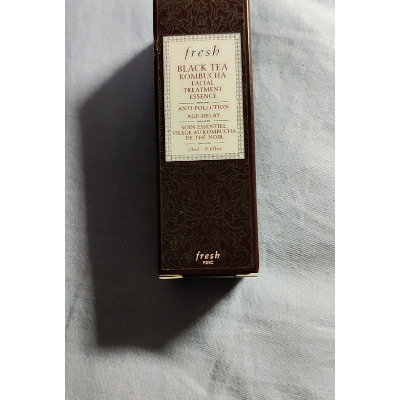 fresh
BLACK TEA
KOMBUCHA
FACIAL
TREATMENT
ESSENCE
ANTI-POLLUTION
AGE-DELAY
SOIN ESSENTIEL
VISAGE AU KOMBUCHA
DE THÉ NOIR
fresh